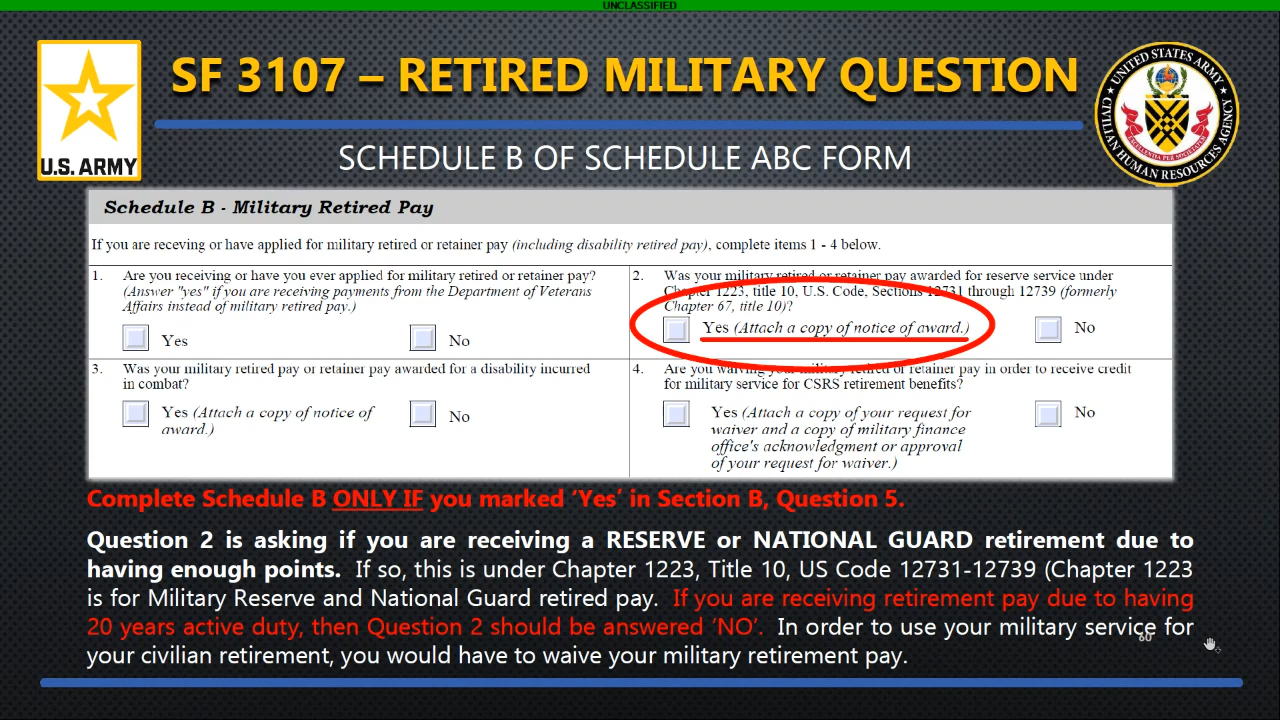 UNCLASSIFIED
SF 3107 – RETIRED MILITARY QUESTION
U.S. ARMY
UNITED STATES ARMY
CIVILIAN HUMAN RESOURCES AGENCY
SCHEDULE B OF SCHEDULE ABC FORM
Schedule B - Military Retired Pay
If you are receving or have applied for military retired or retainer pay (including disability retired pay), complete items 1 - 4 below.
1. Are you receiving or have you ever applied for military retired or retainer pay?
(Answer "yes" if you are receiving payments from the Department of Veterans
Affairs instead of military retired pay.)
Yes
No
2. Was your military retired or retainer pay awarded for reserve service under
Chapter 1223, title 10, U.S. Code, Sections 12731 through 12739 (formerly
Chapter 67, title 10)?
Yes (Attach a copy of notice of award.)
No
3. Was your military retired pay or retainer pay awarded for a disability incurred
in combat?
Yes (Attach a copy of notice of
award.)
No
4. Are you waiving your military retired or retainer pay in order to receive credit
for military service for CSRS retirement benefits?
Yes (Attach a copy of your request for
waiver and a copy of military finance
office's acknowledgment or approval
of your request for waiver.)
No
Complete Schedule B ONLY IF you marked ‘Yes’ in Section B, Question 5.
Question 2 is asking if you are receiving a RESERVE or NATIONAL GUARD retirement due to
having enough points. If so, this is under Chapter 1223, Title 10, US Code 12731-12739 (Chapter 1223
is for Military Reserve and National Guard retired pay. If you are receiving retirement pay due to having
20 years active duty, then Question 2 should be answered ‘NO’. In order to use your military service for
your civilian retirement, you would have to waive your military retirement pay.
60